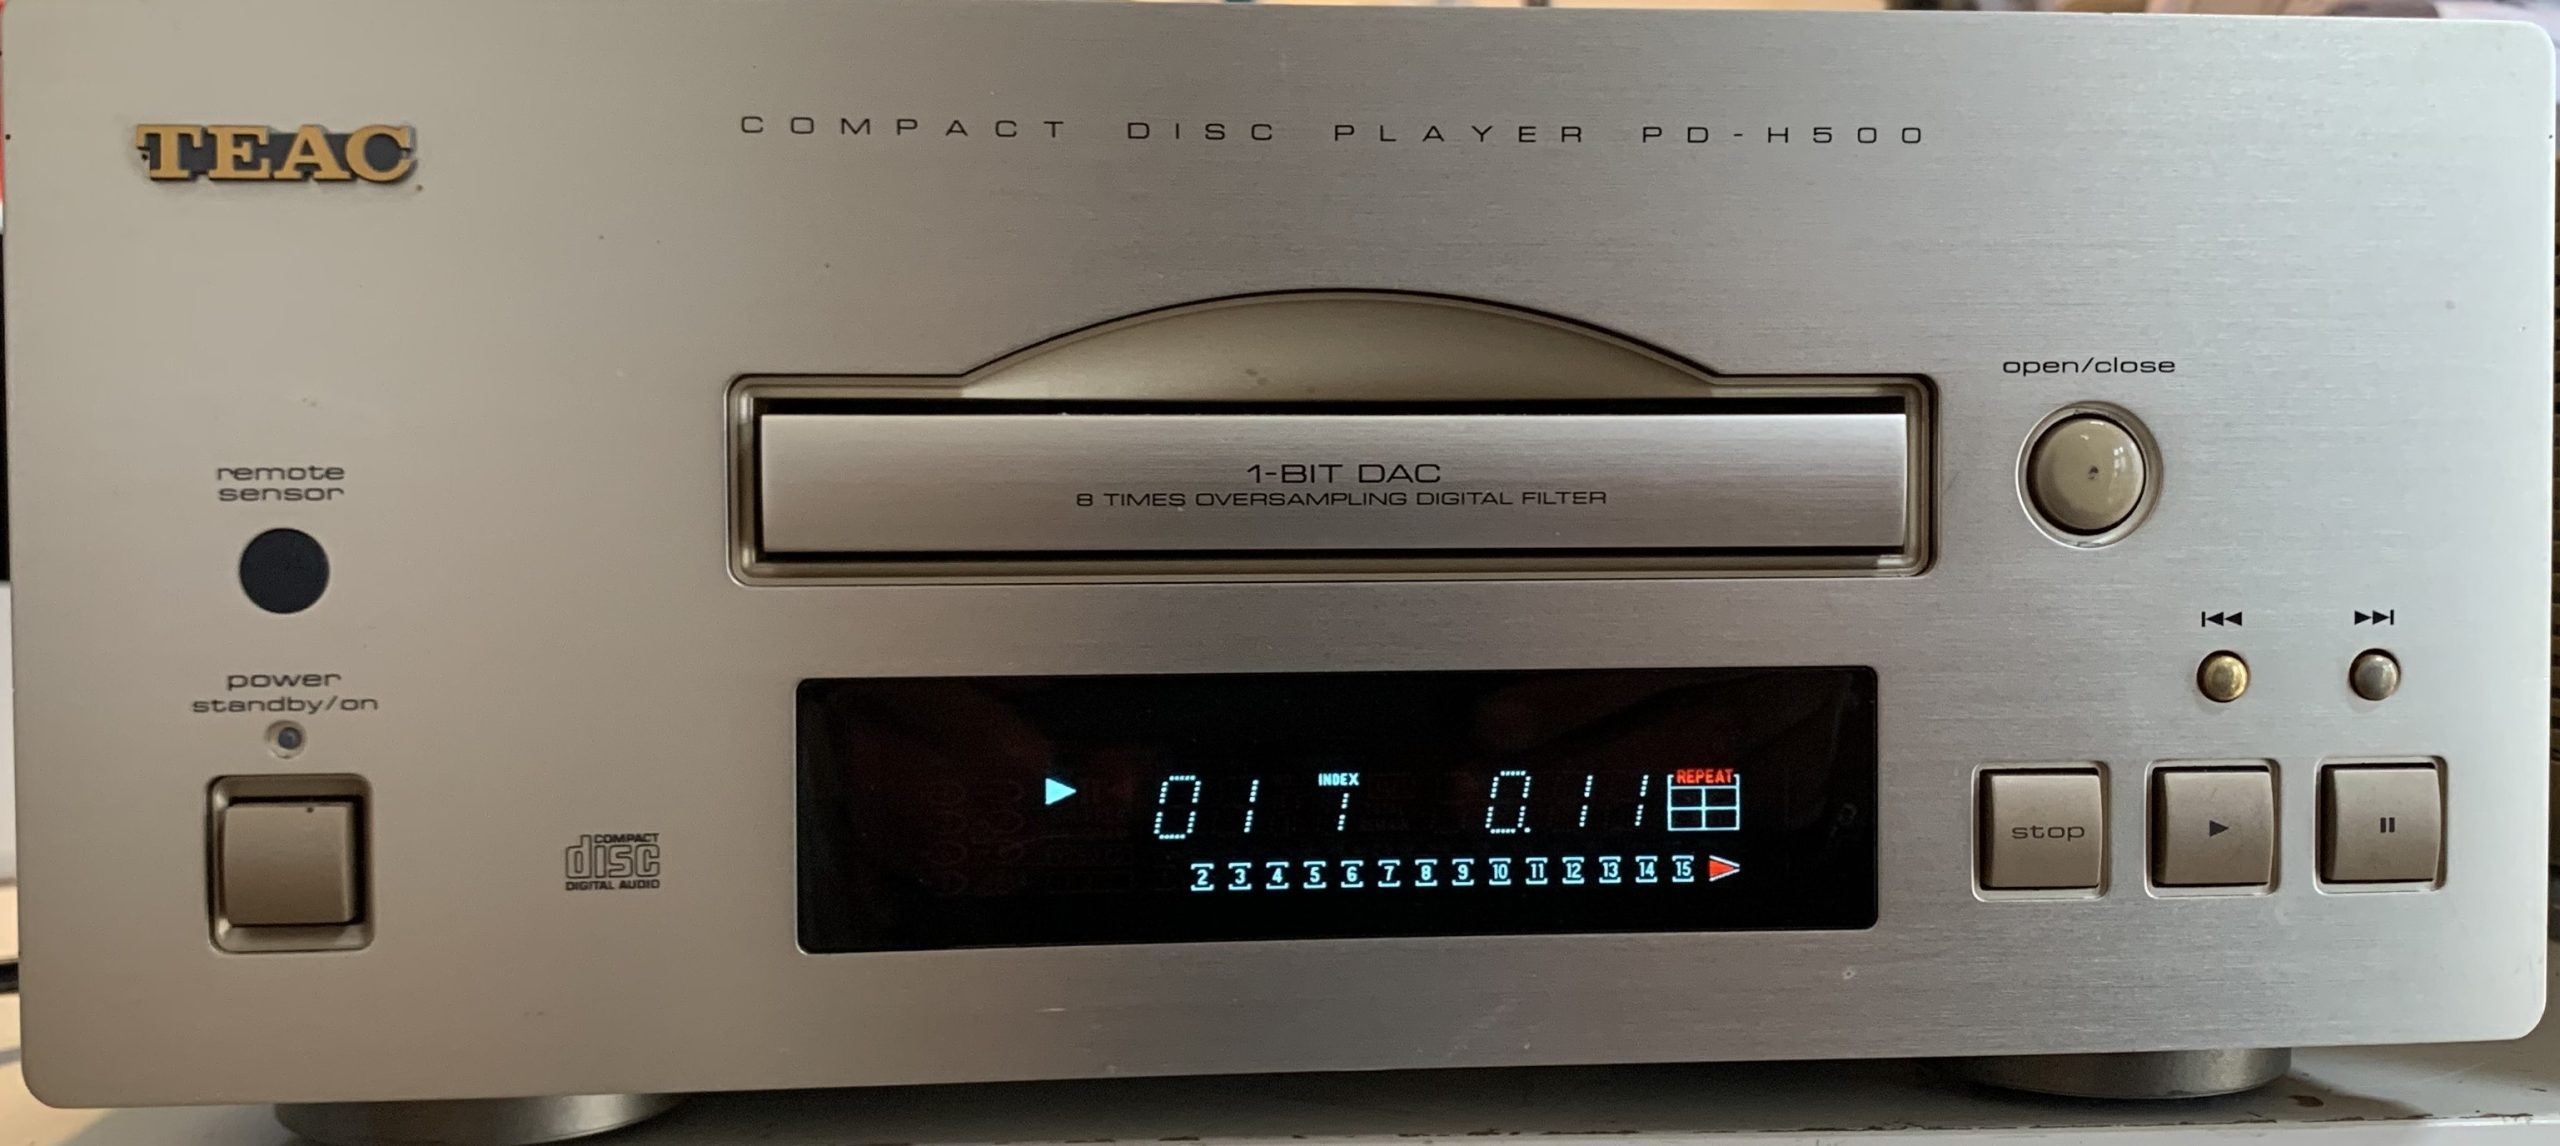 TEAC
COMPACT DISC PLAYER PD-H500
open/close
1-BIT DAC
8 TIMES OVERSAMPLING DIGITAL FILTER
remote
sensor
power
standby/on
COMPACT
disc
DIGITAL AUDIO
INDEX
REPEAT
01 1 0.11
2 3 4 5 6 7 8 9 10 11 12 13 14 15
stop